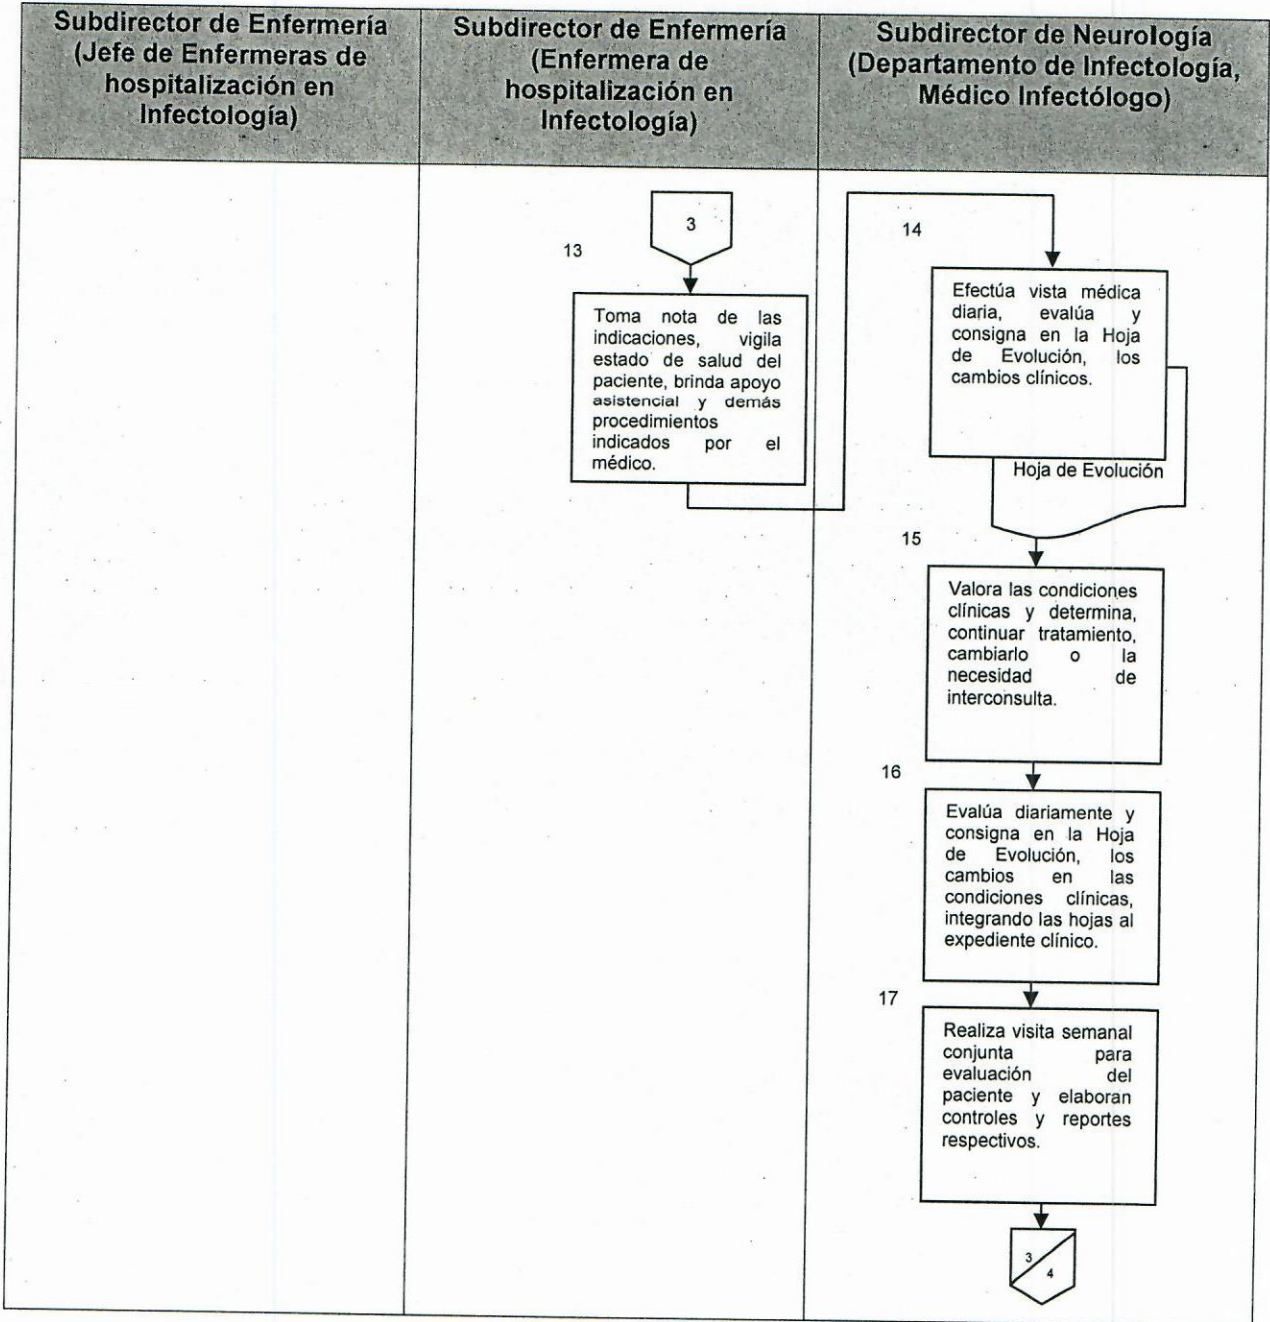 Subdirector de Enfermería
(Jefe de Enfermeras de
hospitalización en
Infectología)
Subdirector de Enfermería
(Enfermera de
hospitalización en
Infectología)
Subdirector de Neurología
(Departamento de Infectología,
Médico Infectólogo)
3
13
Toma nota de las
indicaciones, vigila
estado de salud del
paciente, brinda apoyo
asistencial y demás
procedimientos
indicados por el
médico.
14
Efectúa vista médica
diaria, evalúa y
consigna en la Hoja
de Evolución, los
cambios clínicos.
Hoja de Evolución
15
Valora las condiciones
clínicas y determina,
continuar tratamiento,
cambiarlo o la
necesidad de
interconsulta.
16
Evalúa diariamente y
consigna en la Hoja
de Evolución, los
cambios en las
condiciones clínicas,
integrando las hojas al
expediente clínico.
17
Realiza visita semanal
conjunta para
evaluación del
paciente y elaboran
controles y reportes
respectivos.
3
4